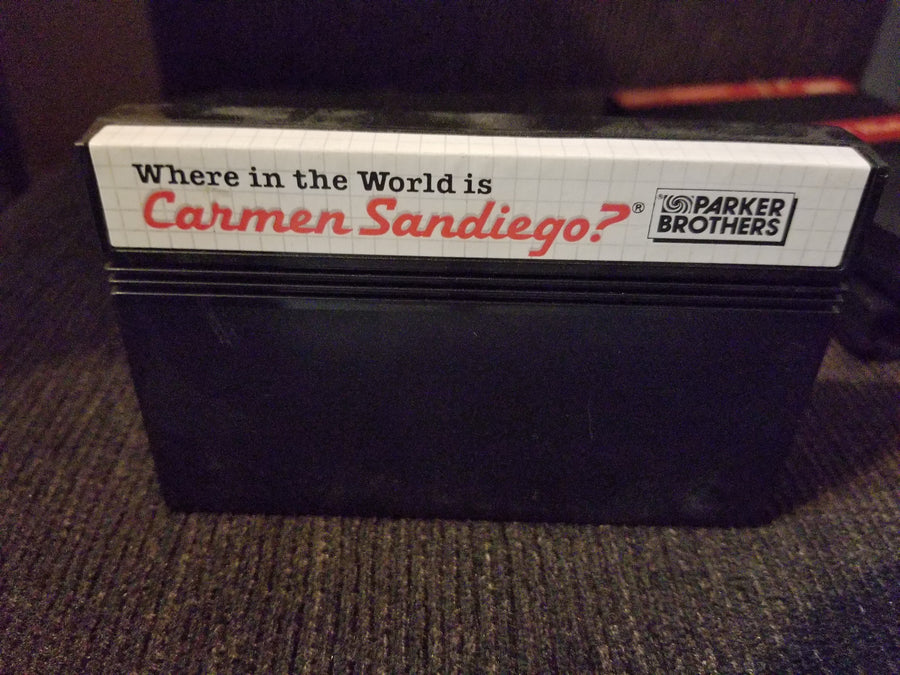 Where in the World is
Carmen Sandiego?®
PARKER
BROTHERS